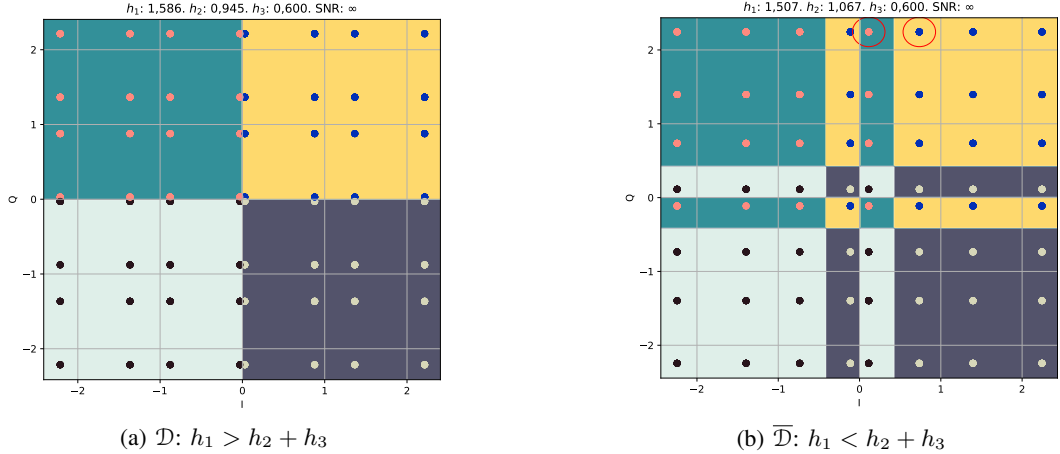 h₁: 1,586. h₂: 0,945. h₃: 0,600. SNR: ∞
2
1
0
−1
−2
Q
−2 −1 0 1 2
I
(a) 𝒟: h₁ > h₂ + h₃
h₁: 1,507. h₂: 1,067. h₃: 0,600. SNR: ∞
2
1
0
−1
−2
Q
−2 −1 0 1 2
I
(b) 𝒟̅: h₁ < h₂ + h₃